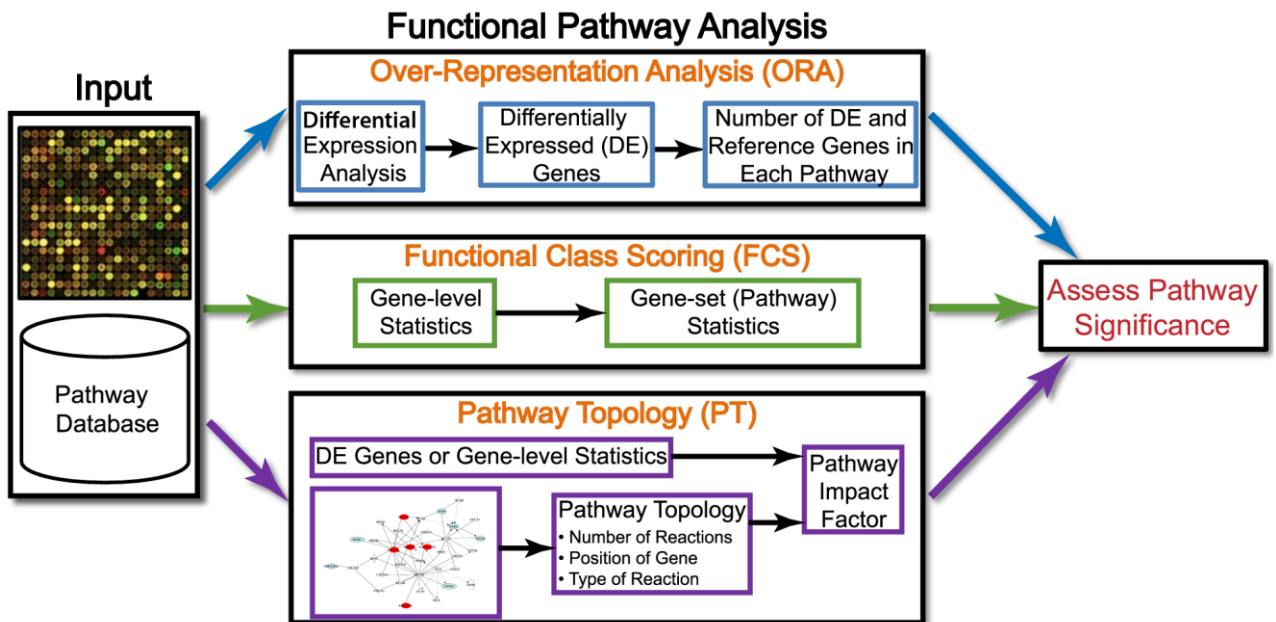 Functional Pathway Analysis
Input
Pathway
Database
Over-Representation Analysis (ORA)
Differential
Expression
Analysis
Differentially
Expressed (DE)
Genes
Number of DE and
Reference Genes in
Each Pathway
Functional Class Scoring (FCS)
Gene-level
Statistics
Gene-set (Pathway)
Statistics
Pathway Topology (PT)
DE Genes or Gene-level Statistics
Pathway Topology
• Number of Reactions
• Position of Gene
• Type of Reaction
Pathway
Impact
Factor
Assess Pathway
Significance